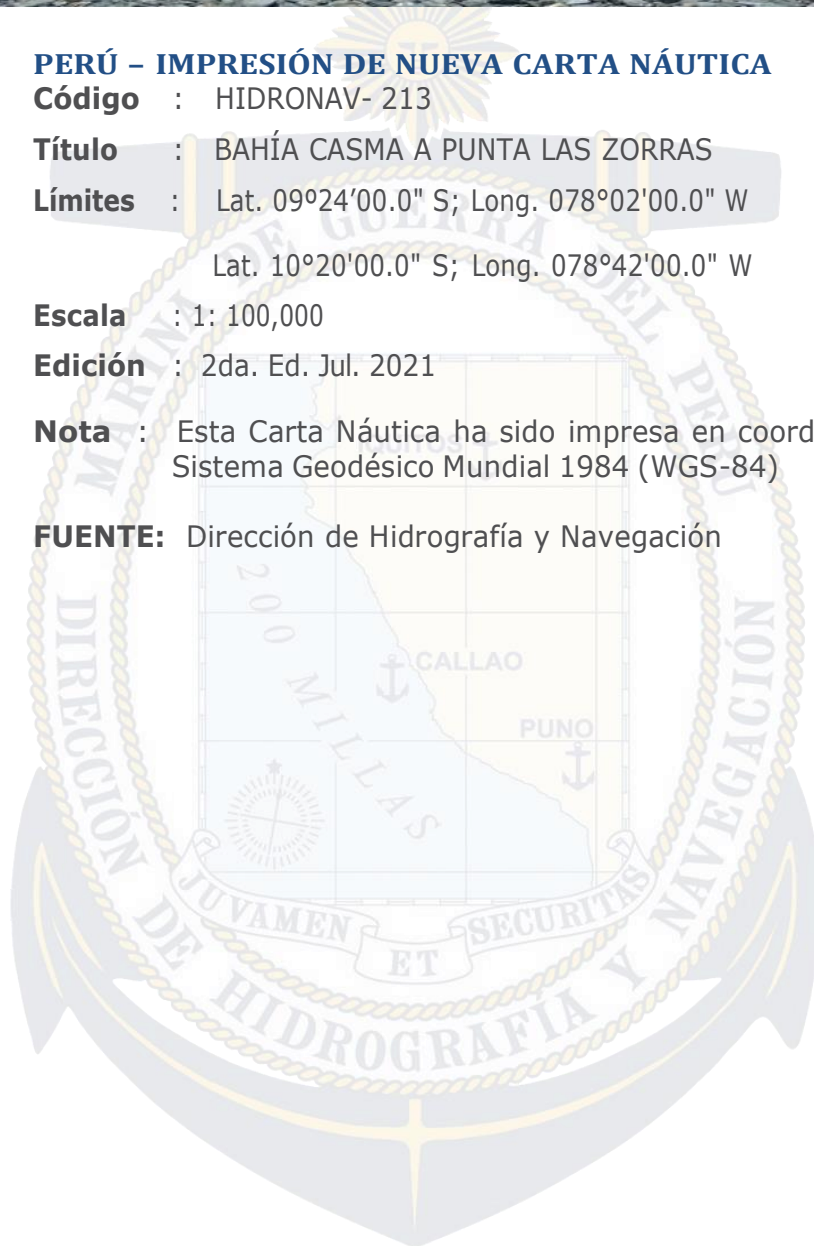 PERÚ – IMPRESIÓN DE NUEVA CARTA NÁUTICA
Código : HIDRONAV- 213
Título : BAHÍA CASMA A PUNTA LAS ZORRAS
Límites : Lat. 09º24’00.0" S; Long. 078°02'00.0" W
Lat. 10°20'00.0" S; Long. 078°42'00.0" W
Escala : 1: 100,000
Edición : 2da. Ed. Jul. 2021
Nota : Esta Carta Náutica ha sido impresa en coord
Sistema Geodésico Mundial 1984 (WGS-84)
FUENTE: Dirección de Hidrografía y Navegación
MARINA DE GUERRA DEL PERÚ
IQUITOS
200 MILLAS
CALLAO
PUNO
JUVAMEN ET SECURITAS
DIRECCIÓN DE HIDROGRAFÍA Y NAVEGACIÓN